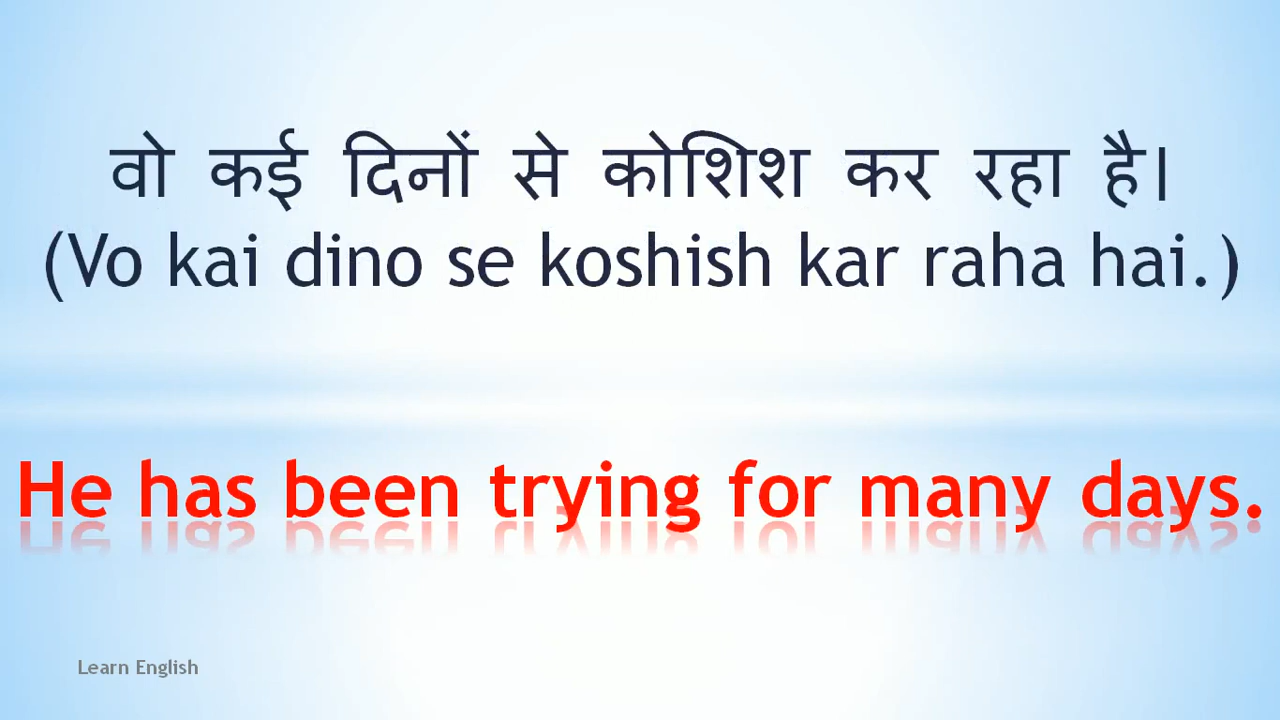 वो कई दिनों से कोशिश कर रहा है।
(Vo kai dino se koshish kar raha hai.)
He has been trying for many days.
Learn English